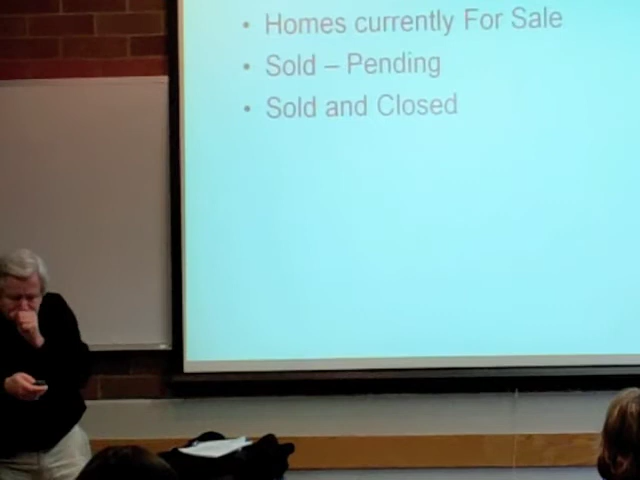 • Homes currently For Sale
• Sold – Pending
• Sold and Closed